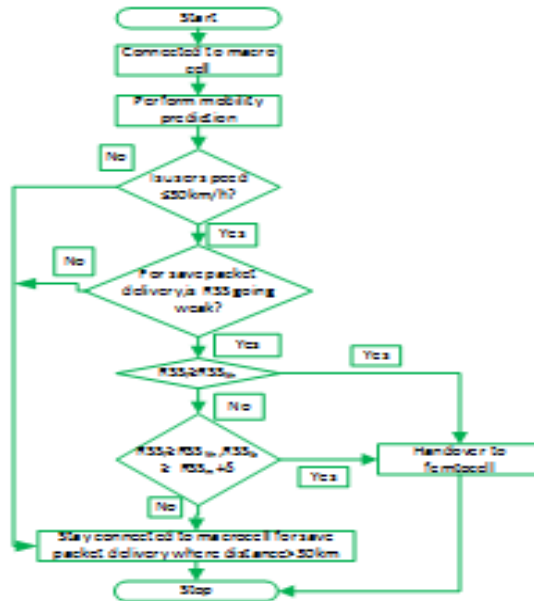 Start
Connected to macro
cell
Perform mobility
prediction
No
Is users peed
≤30km/h?
Yes
No
For save packet
delivery, is RSS going
weak?
Yes
Yes
No
Handover to
femtocell
Yes
No
Stay connected to macrocell for save
packet delivery where distance>30km
Stop